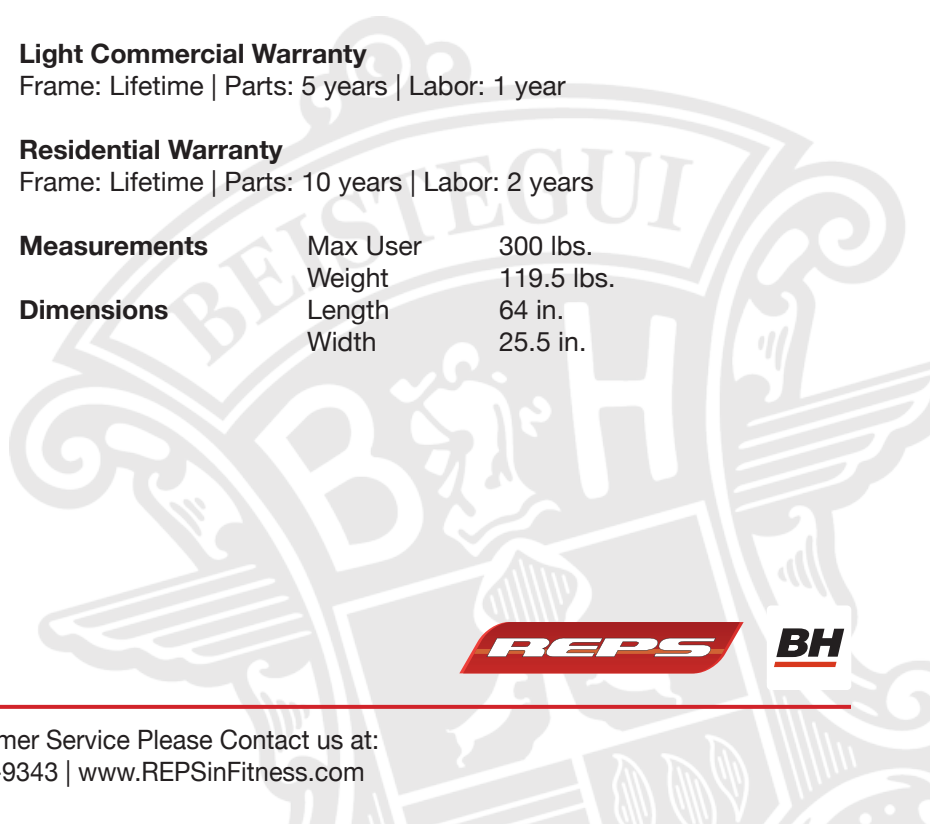 Light Commercial Warranty
Frame: Lifetime | Parts: 5 years | Labor: 1 year
Residential Warranty
Frame: Lifetime | Parts: 10 years | Labor: 2 years
Measurements Max User 300 lbs.
Weight 119.5 lbs.
Dimensions Length 64 in.
Width 25.5 in.
BEISTEGUI
B H
REPS BH
mer Service Please Contact us at:
-9343 | www.REPSinFitness.com